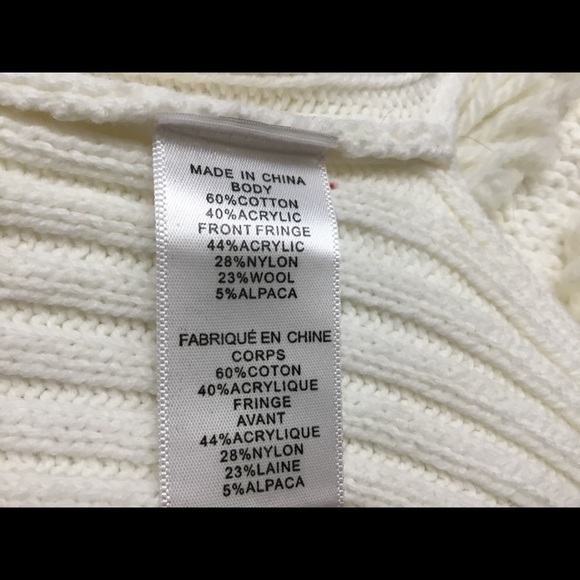 MADE IN CHINA
BODY
60%COTTON
40%ACRYLIC
FRONT FRINGE
44%ACRYLIC
28%NYLON
23%WOOL
5%ALPACA
FABRIQUÉ EN CHINE
CORPS
60%COTON
40%ACRYLIQUE
FRINGE
AVANT
44%ACRYLIQUE
28%NYLON
23%LAINE
5%ALPACA